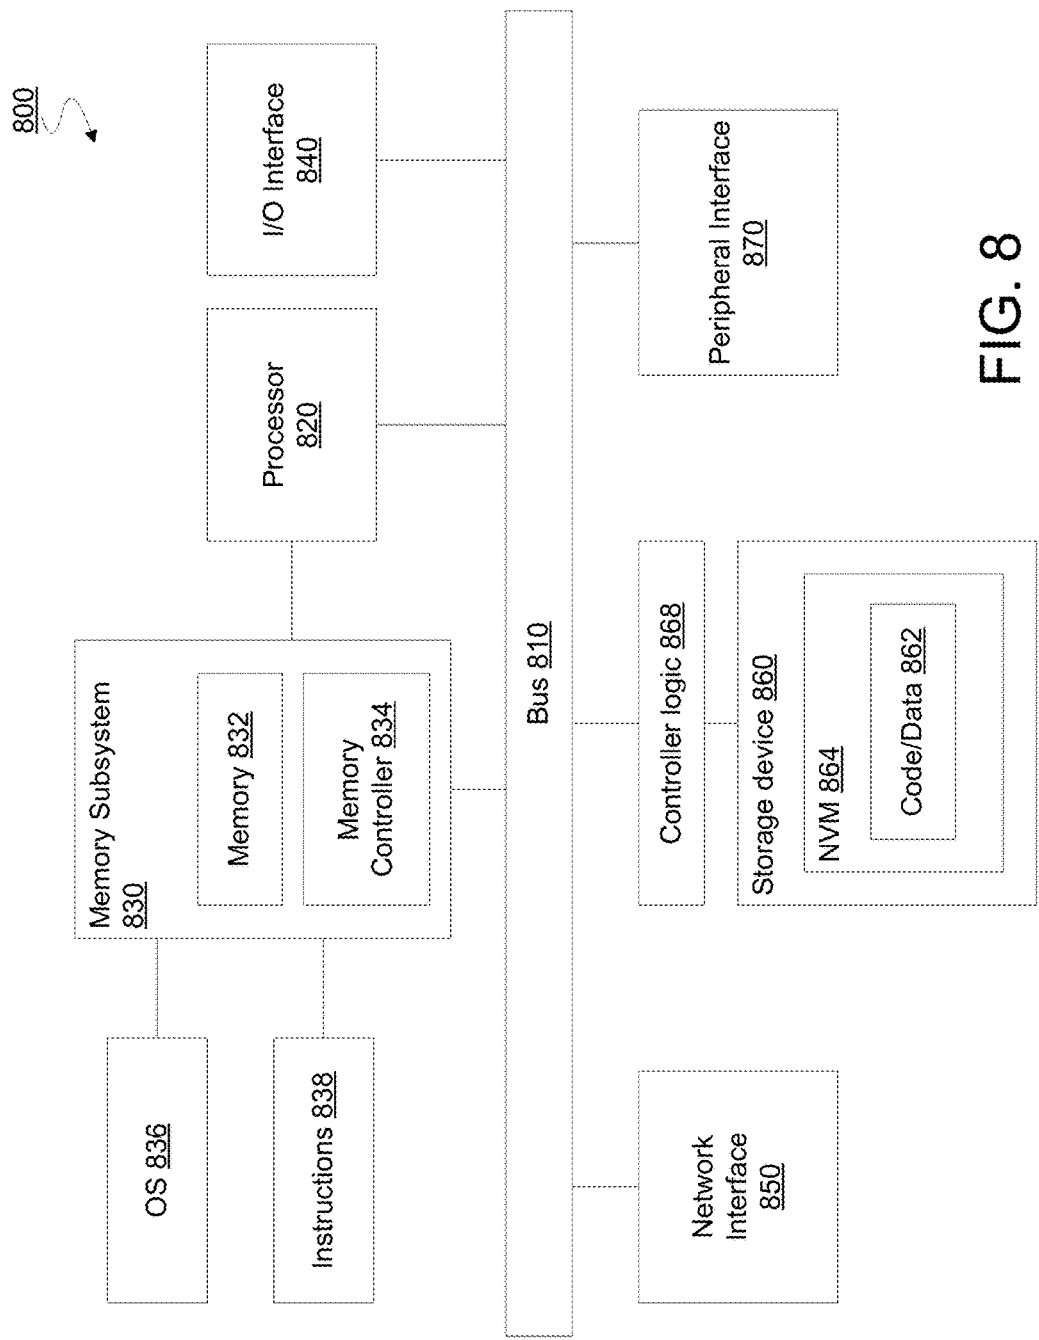 800
OS 836
Instructions 838
Memory Subsystem
830
Memory 832
Memory
Controller 834
Processor
820
I/O Interface
840
Bus 810
Network
Interface
850
Controller logic 868
Storage device 860
NVM 864
Code/Data 862
Peripheral Interface
870
FIG. 8